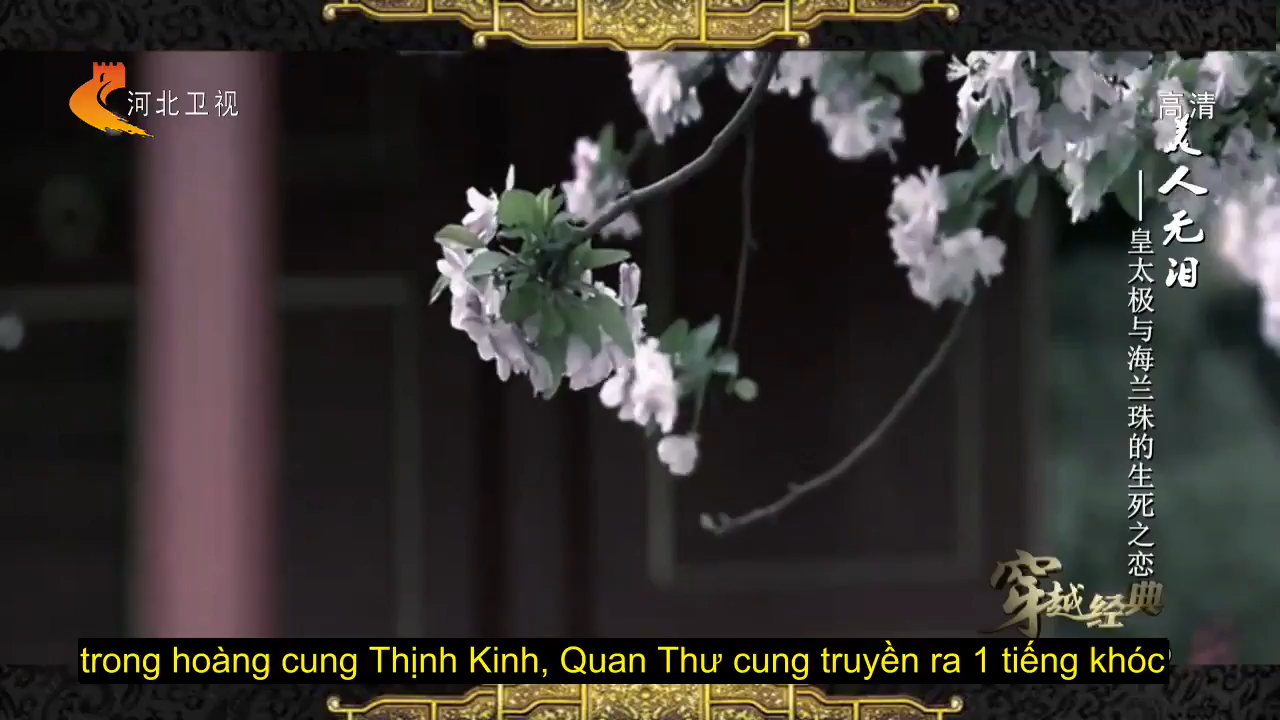 河北卫视
高清
美人无泪
——皇太极与海兰珠的生死之恋
穿越经典
trong hoàng cung Thịnh Kinh, Quan Thư cung truyền ra 1 tiếng khóc